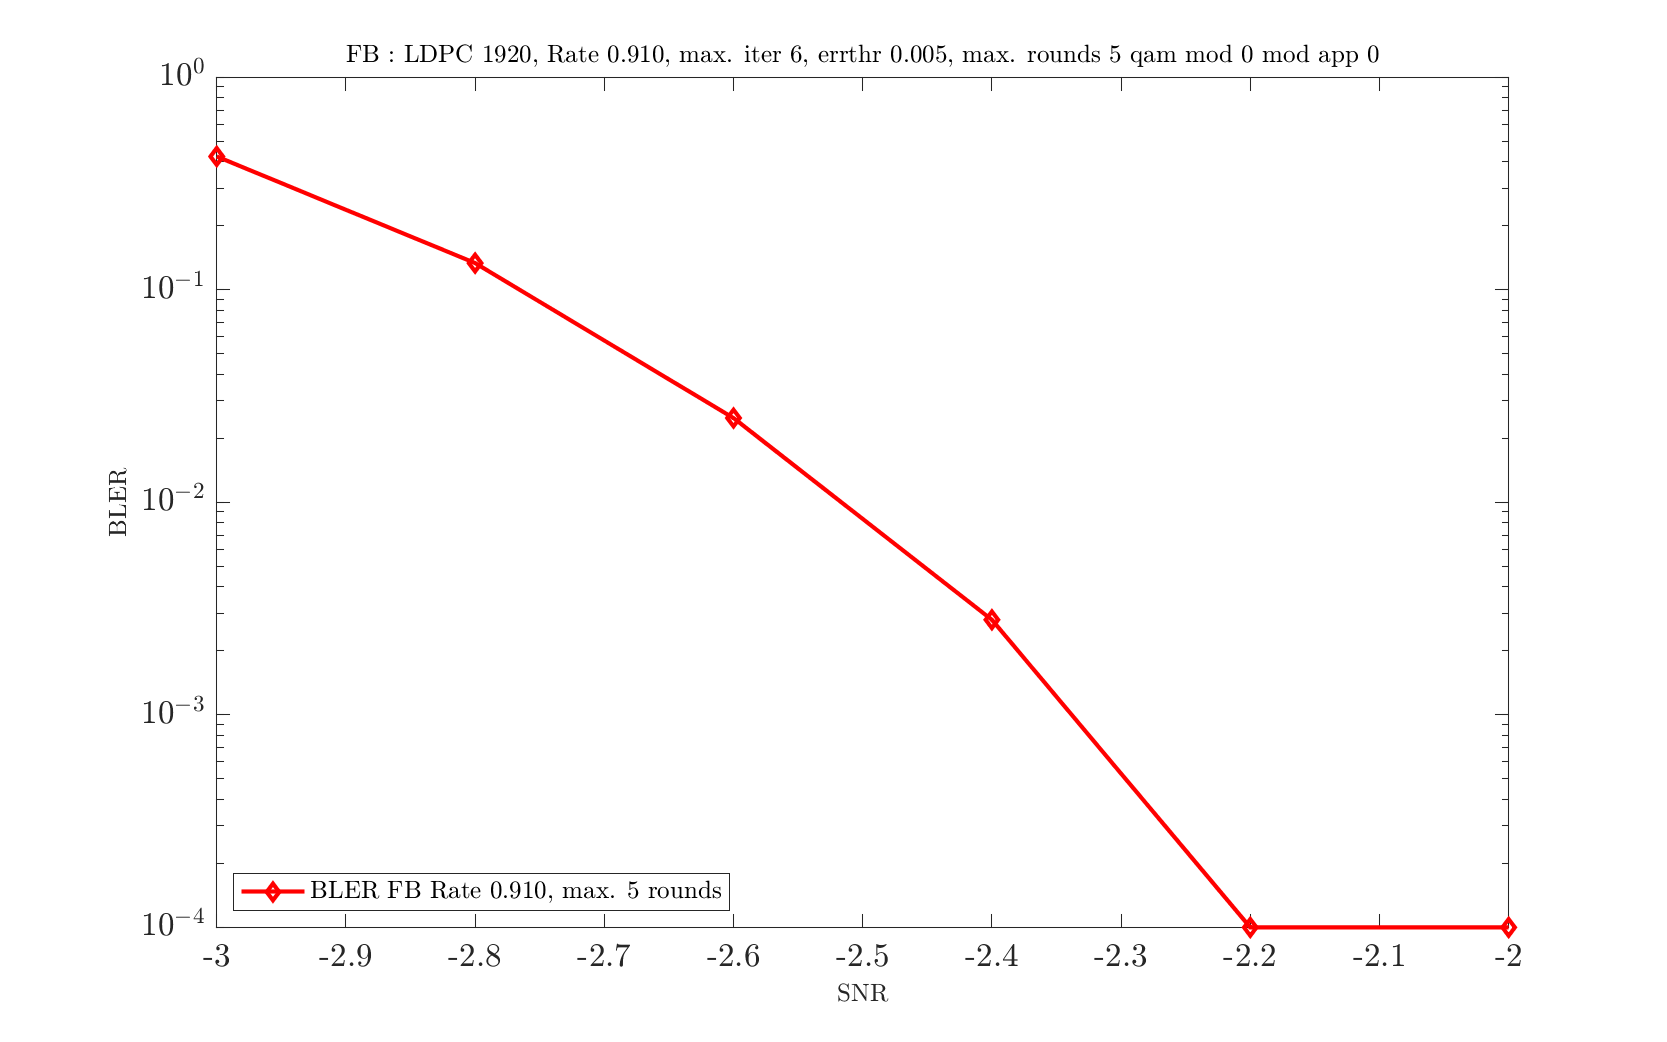 FB : LDPC 1920, Rate 0.910, max. iter 6, errthr 0.005, max. rounds 5 qam mod 0 mod app 0
10⁰
10⁻¹
10⁻²
10⁻³
10⁻⁴
BLER
BLER FB Rate 0.910, max. 5 rounds
-3 -2.9 -2.8 -2.7 -2.6 -2.5 -2.4 -2.3 -2.2 -2.1 -2
SNR